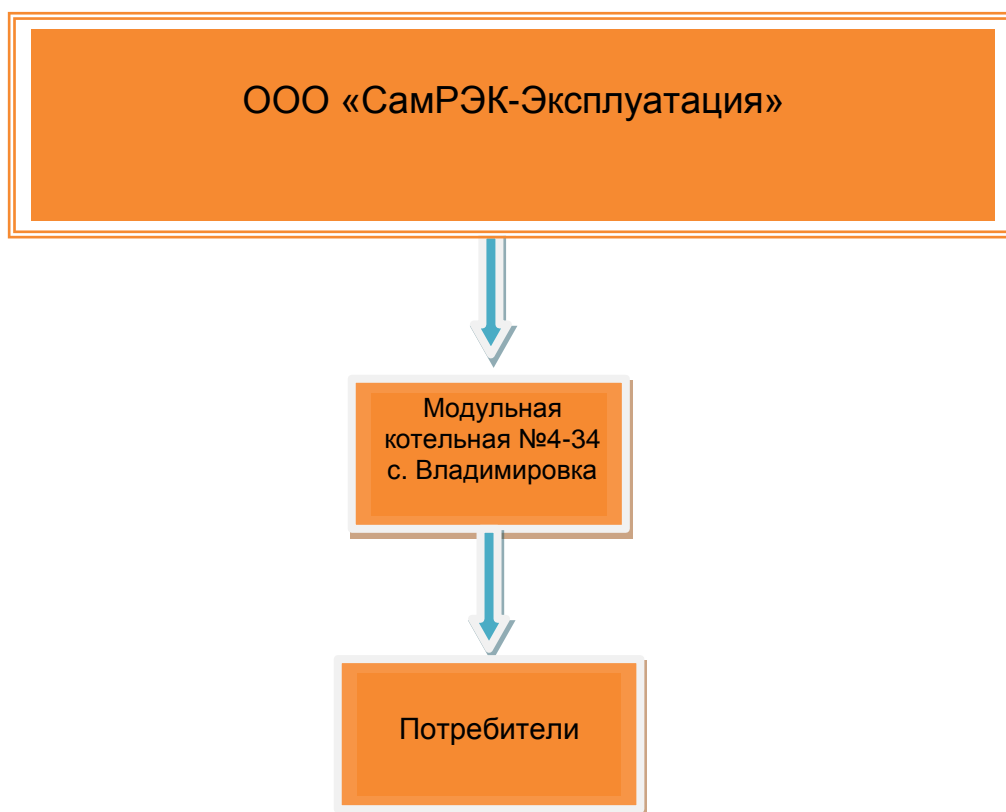 ООО «СамРЭК-Эксплуатация»
Модульная
котельная №4-34
с. Владимировка
Потребители